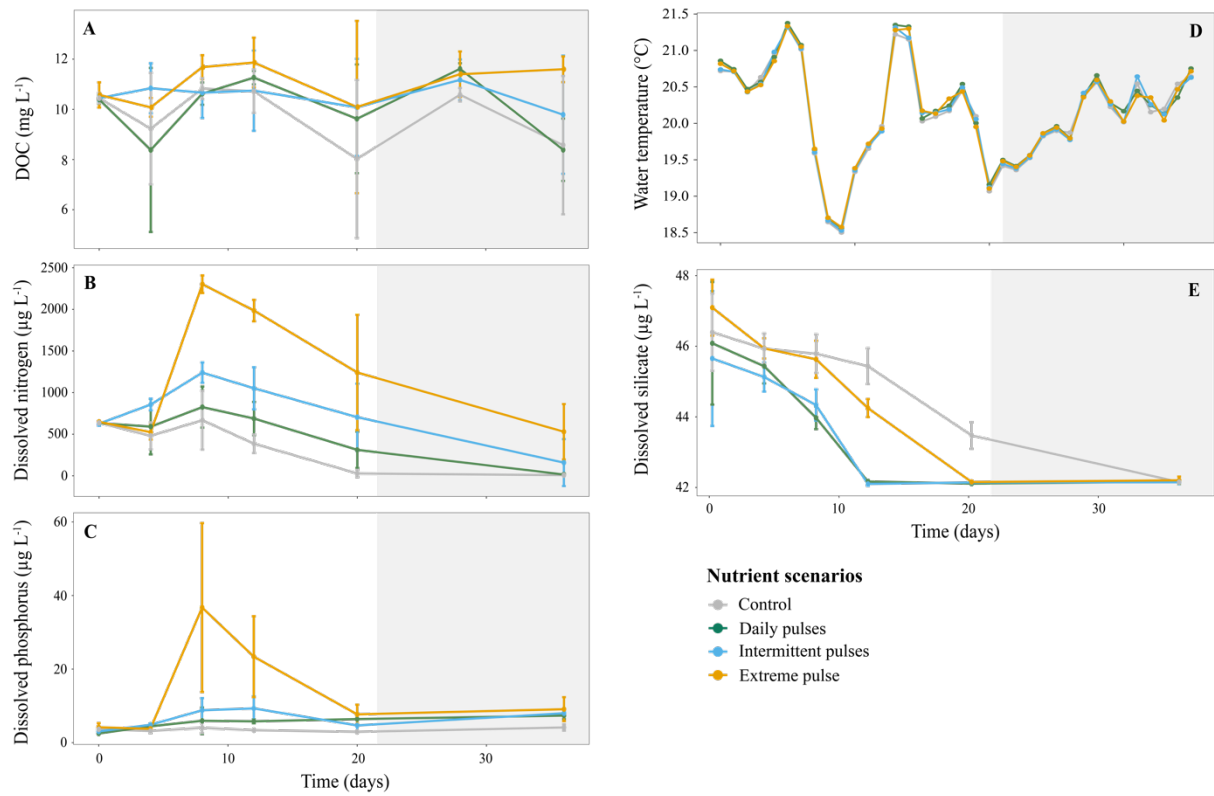 A
DOC (mg L⁻¹)
12
10
8
6
B
Dissolved nitrogen (µg L⁻¹)
2500
2000
1500
1000
500
0
C
Dissolved phosphorus (µg L⁻¹)
60
40
20
0
0 10 20 30
Time (days)
D
Water temperature (°C)
21.5
21.0
20.5
20.0
19.5
19.0
18.5
E
Dissolved silicate (µg L⁻¹)
48
46
44
42
0 10 20 30
Time (days)
Nutrient scenarios
Control
Daily pulses
Intermittent pulses
Extreme pulse